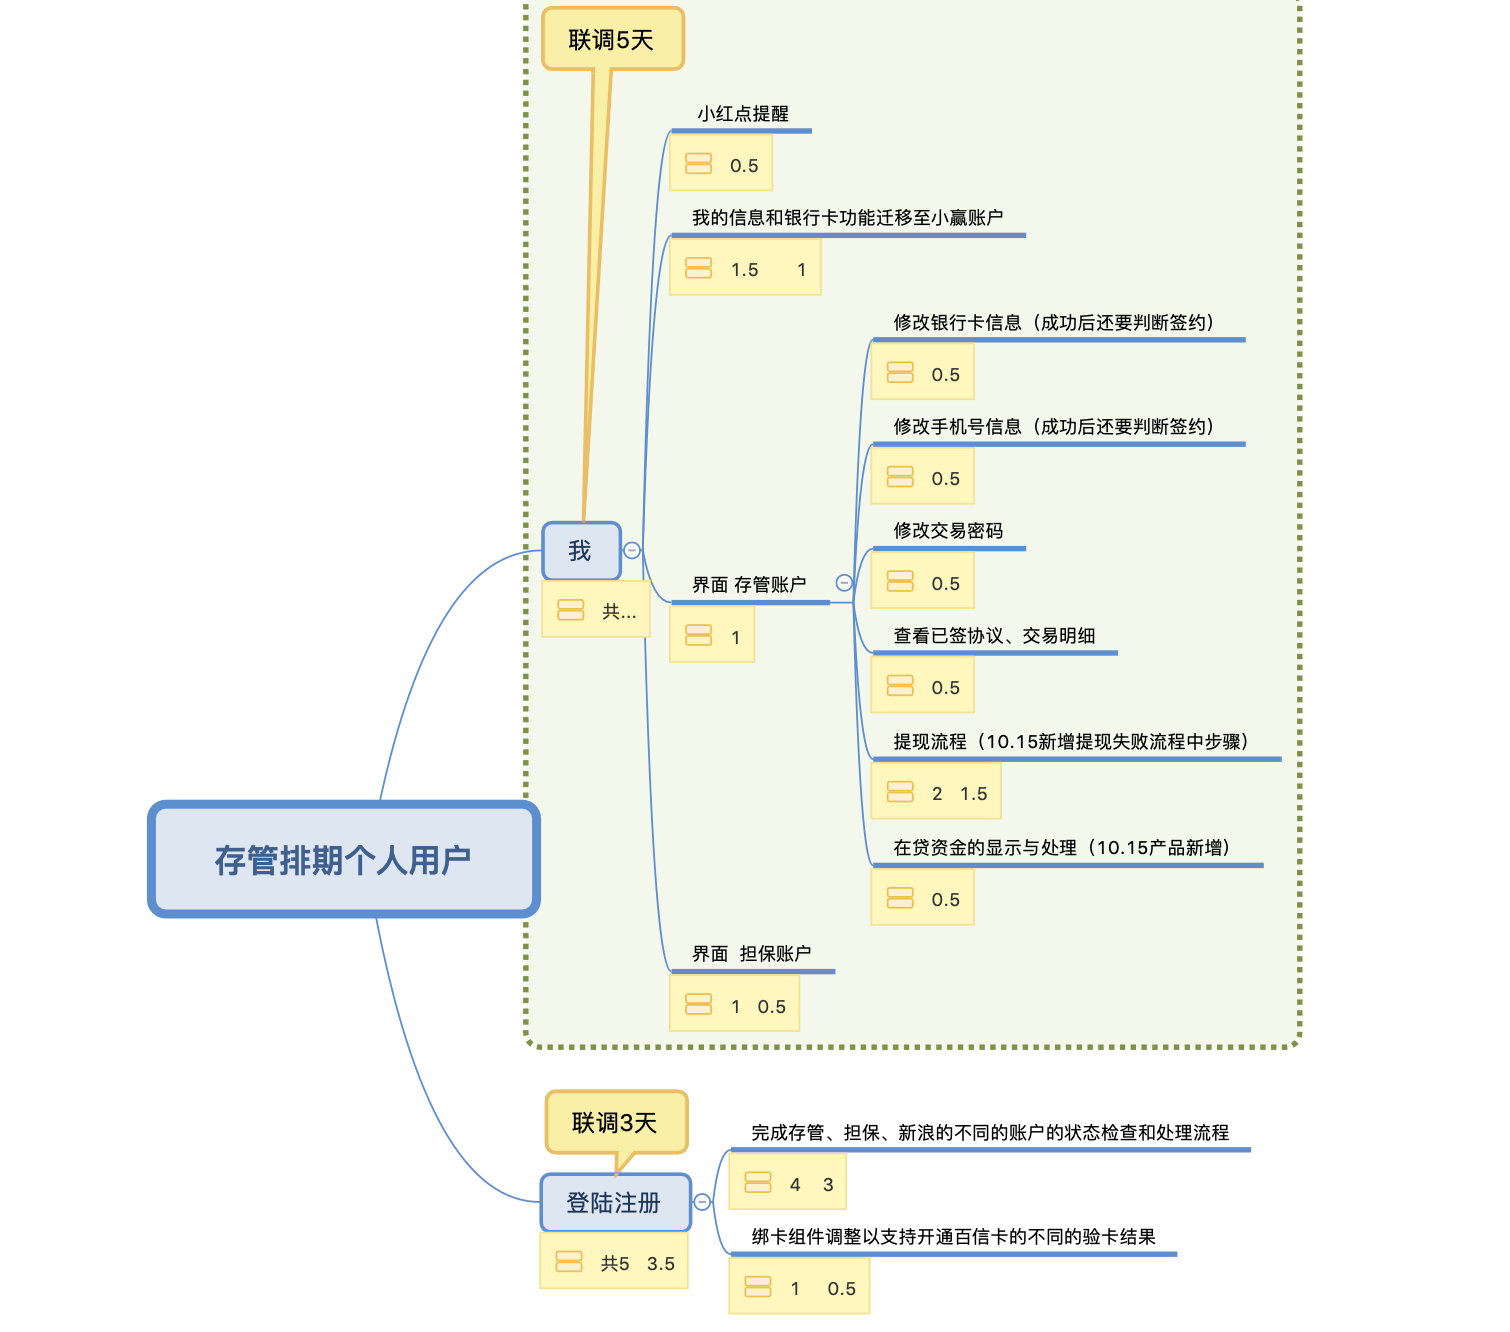 联调5天
小红点提醒
0.5
我的信息和银行卡功能迁移至小赢账户
1.5 1
修改银行卡信息（成功后还要判断签约）
0.5
修改手机号信息（成功后还要判断签约）
0.5
修改交易密码
0.5
我
共...
界面 存管账户
1
查看已签协议、交易明细
0.5
提现流程（10.15新增提现失败流程中步骤）
2 1.5
在贷资金的显示与处理（10.15产品新增）
0.5
存管排期个人用户
界面 担保账户
1 0.5
联调3天
完成存管、担保、新浪的不同的账户的状态检查和处理流程
4 3
登陆注册
共5 3.5
绑卡组件调整以支持开通百信卡的不同的验卡结果
1 0.5